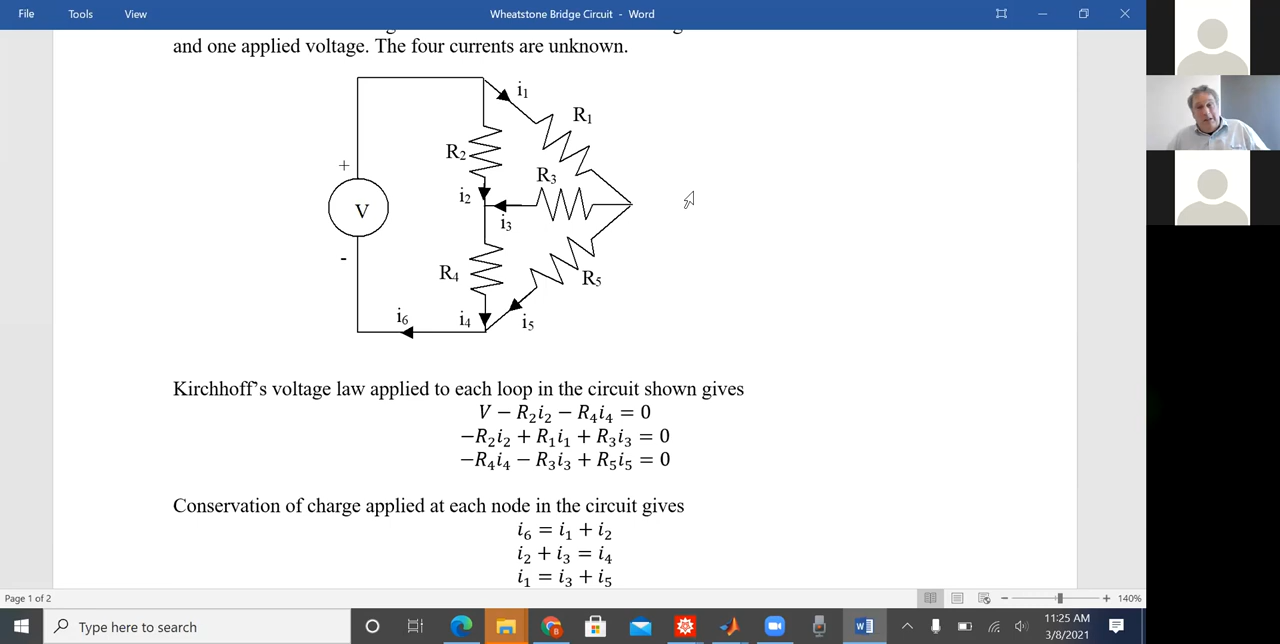 File Tools View Wheatstone Bridge Circuit - Word
and one applied voltage. The four currents are unknown.
i₁
R₁
+
R₂
R₃
i₂
V
i₃
-
R₄
R₅
i₆
i₄
i₅
Kirchhoff’s voltage law applied to each loop in the circuit shown gives
V − R₂i₂ − R₄i₄ = 0
−R₂i₂ + R₁i₁ + R₃i₃ = 0
−R₄i₄ − R₃i₃ + R₅i₅ = 0
Conservation of charge applied at each node in the circuit gives
i₆ = i₁ + i₂
i₂ + i₃ = i₄
i₁ = i₃ + i₅
Page 1 of 2
140%
Type here to search
11:25 AM
3/8/2021